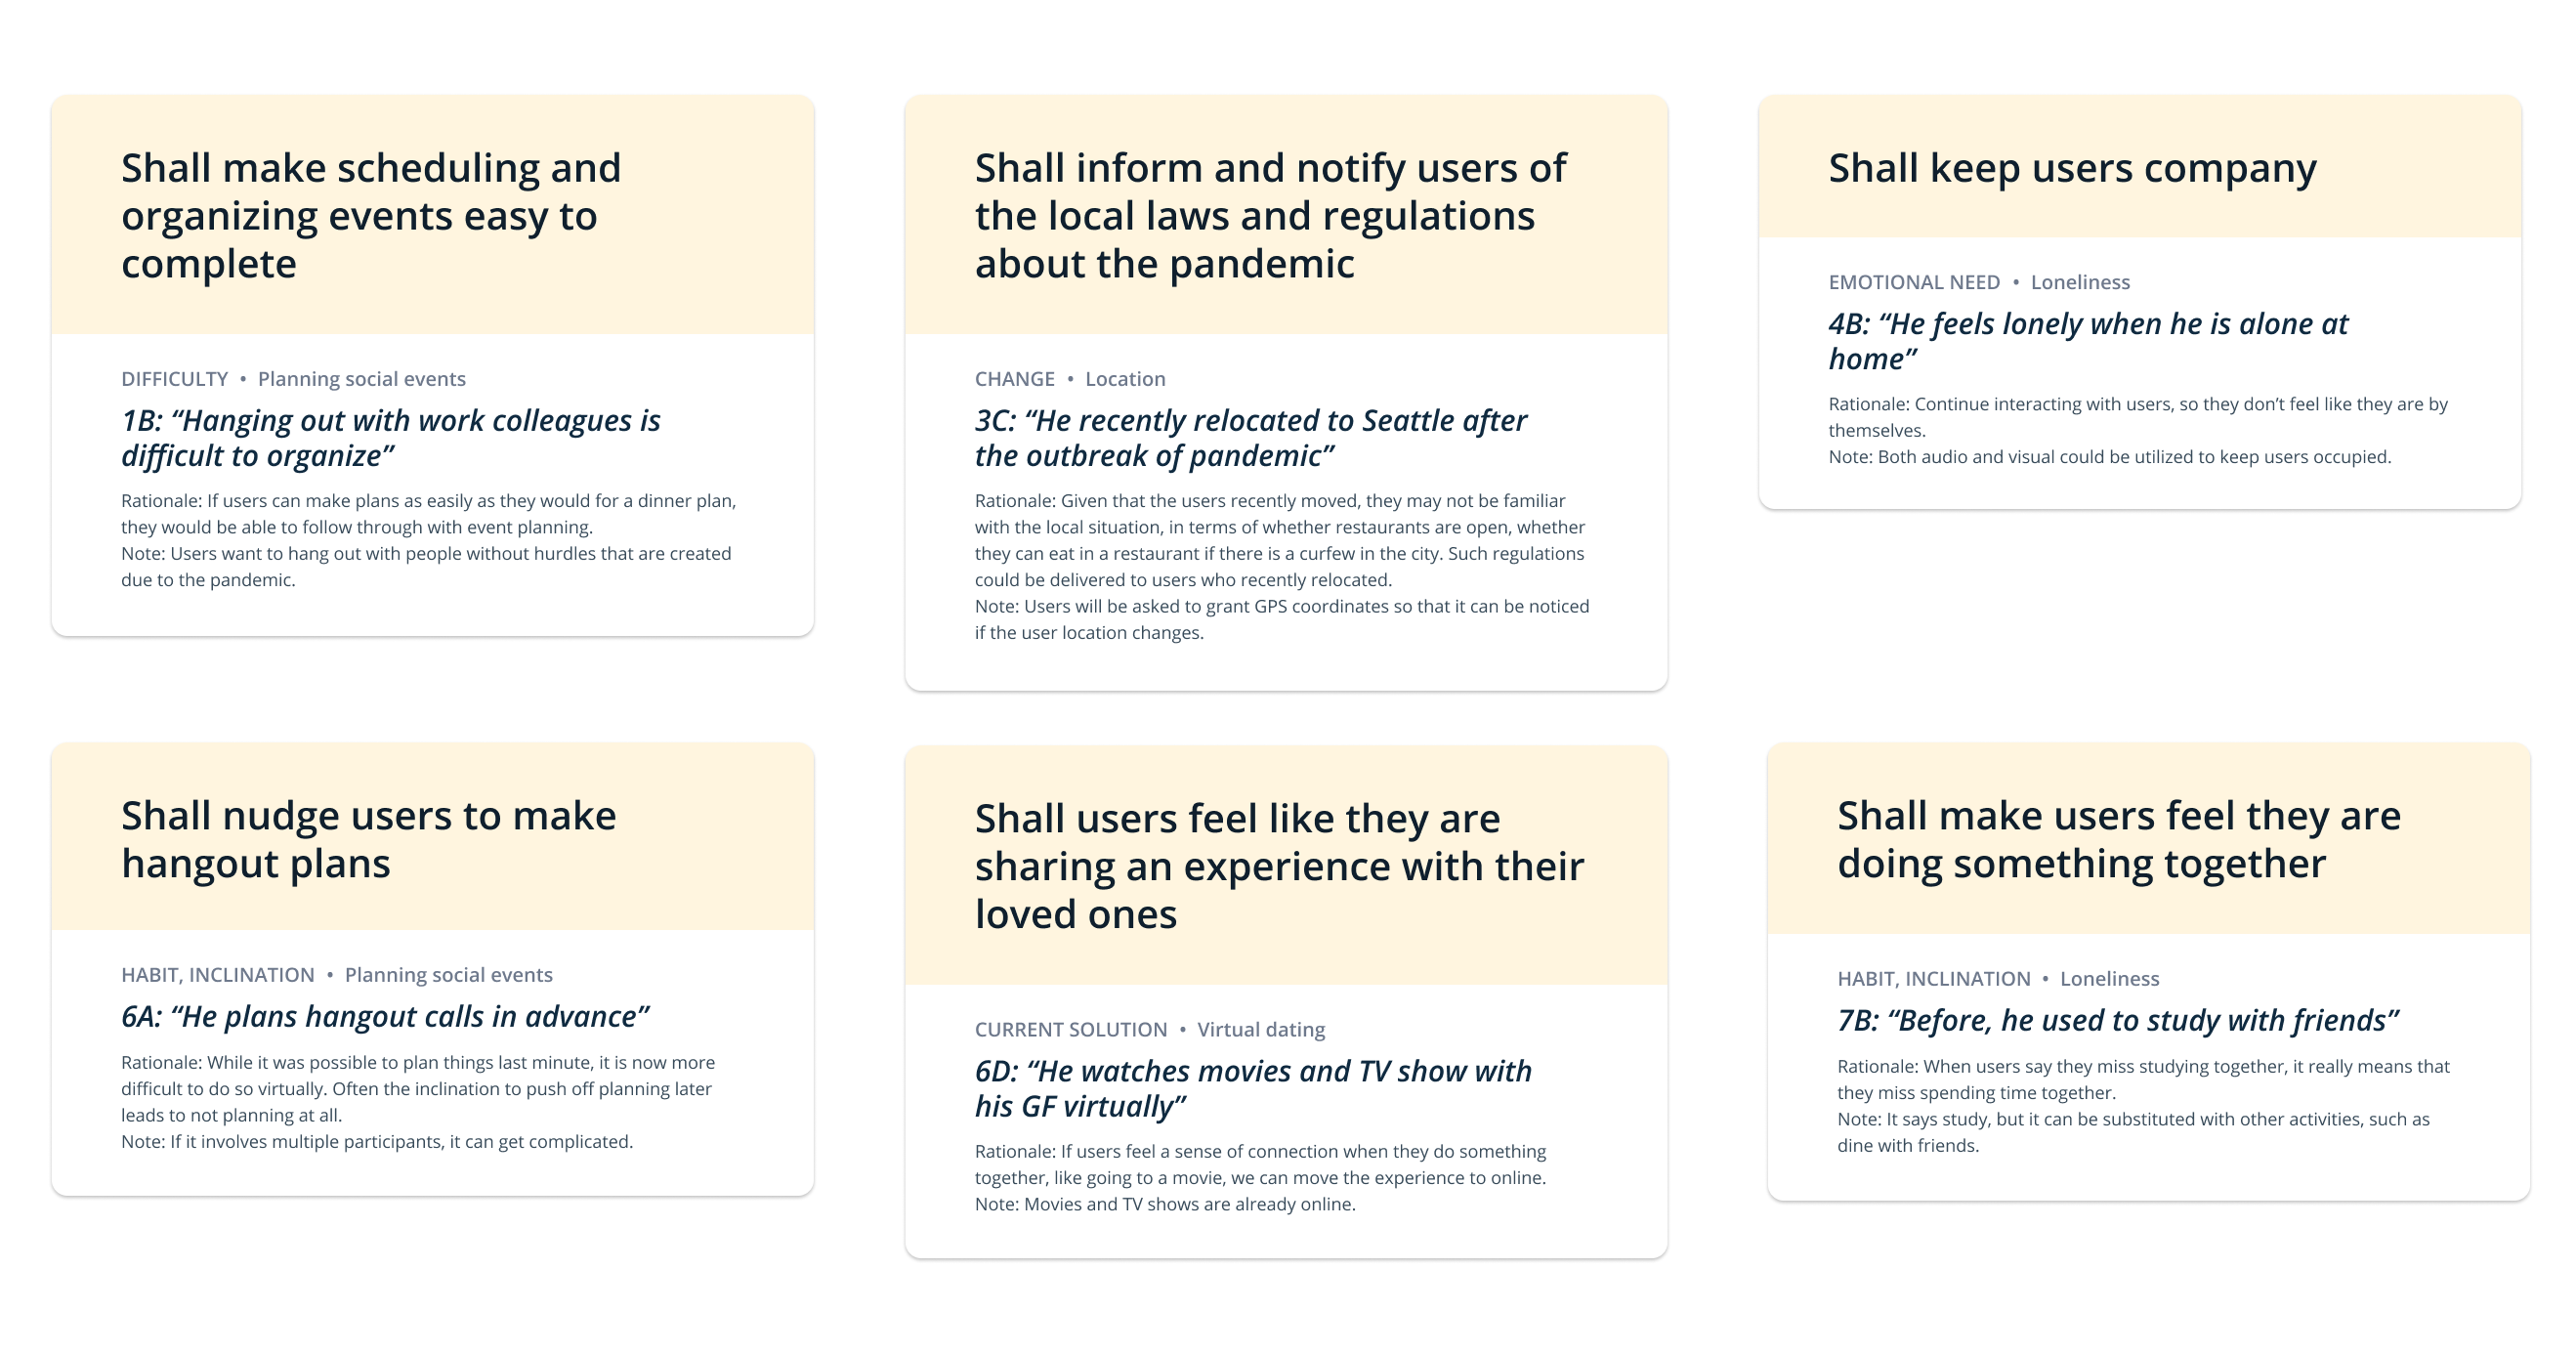 Shall make scheduling and
organizing events easy to
complete
DIFFICULTY • Planning social events
1B: “Hanging out with work colleagues is
difficult to organize”
Rationale: If users can make plans as easily as they would for a dinner plan,
they would be able to follow through with event planning.
Note: Users want to hang out with people without hurdles that are created
due to the pandemic.
Shall inform and notify users of
the local laws and regulations
about the pandemic
CHANGE • Location
3C: “He recently relocated to Seattle after
the outbreak of pandemic”
Rationale: Given that the users recently moved, they may not be familiar
with the local situation, in terms of whether restaurants are open, whether
they can eat in a restaurant if there is a curfew in the city. Such regulations
could be delivered to users who recently relocated.
Note: Users will be asked to grant GPS coordinates so that it can be noticed
if the user location changes.
Shall keep users company
EMOTIONAL NEED • Loneliness
4B: “He feels lonely when he is alone at
home”
Rationale: Continue interacting with users, so they don’t feel like they are by
themselves.
Note: Both audio and visual could be utilized to keep users occupied.
Shall nudge users to make
hangout plans
HABIT, INCLINATION • Planning social events
6A: “He plans hangout calls in advance”
Rationale: While it was possible to plan things last minute, it is now more
difficult to do so virtually. Often the inclination to push off planning later
leads to not planning at all.
Note: If it involves multiple participants, it can get complicated.
Shall users feel like they are
sharing an experience with their
loved ones
CURRENT SOLUTION • Virtual dating
6D: “He watches movies and TV show with
his GF virtually”
Rationale: If users feel a sense of connection when they do something
together, like going to a movie, we can move the experience to online.
Note: Movies and TV shows are already online.
Shall make users feel they are
doing something together
HABIT, INCLINATION • Loneliness
7B: “Before, he used to study with friends”
Rationale: When users say they miss studying together, it really means that
they miss spending time together.
Note: It says study, but it can be substituted with other activities, such as
dine with friends.